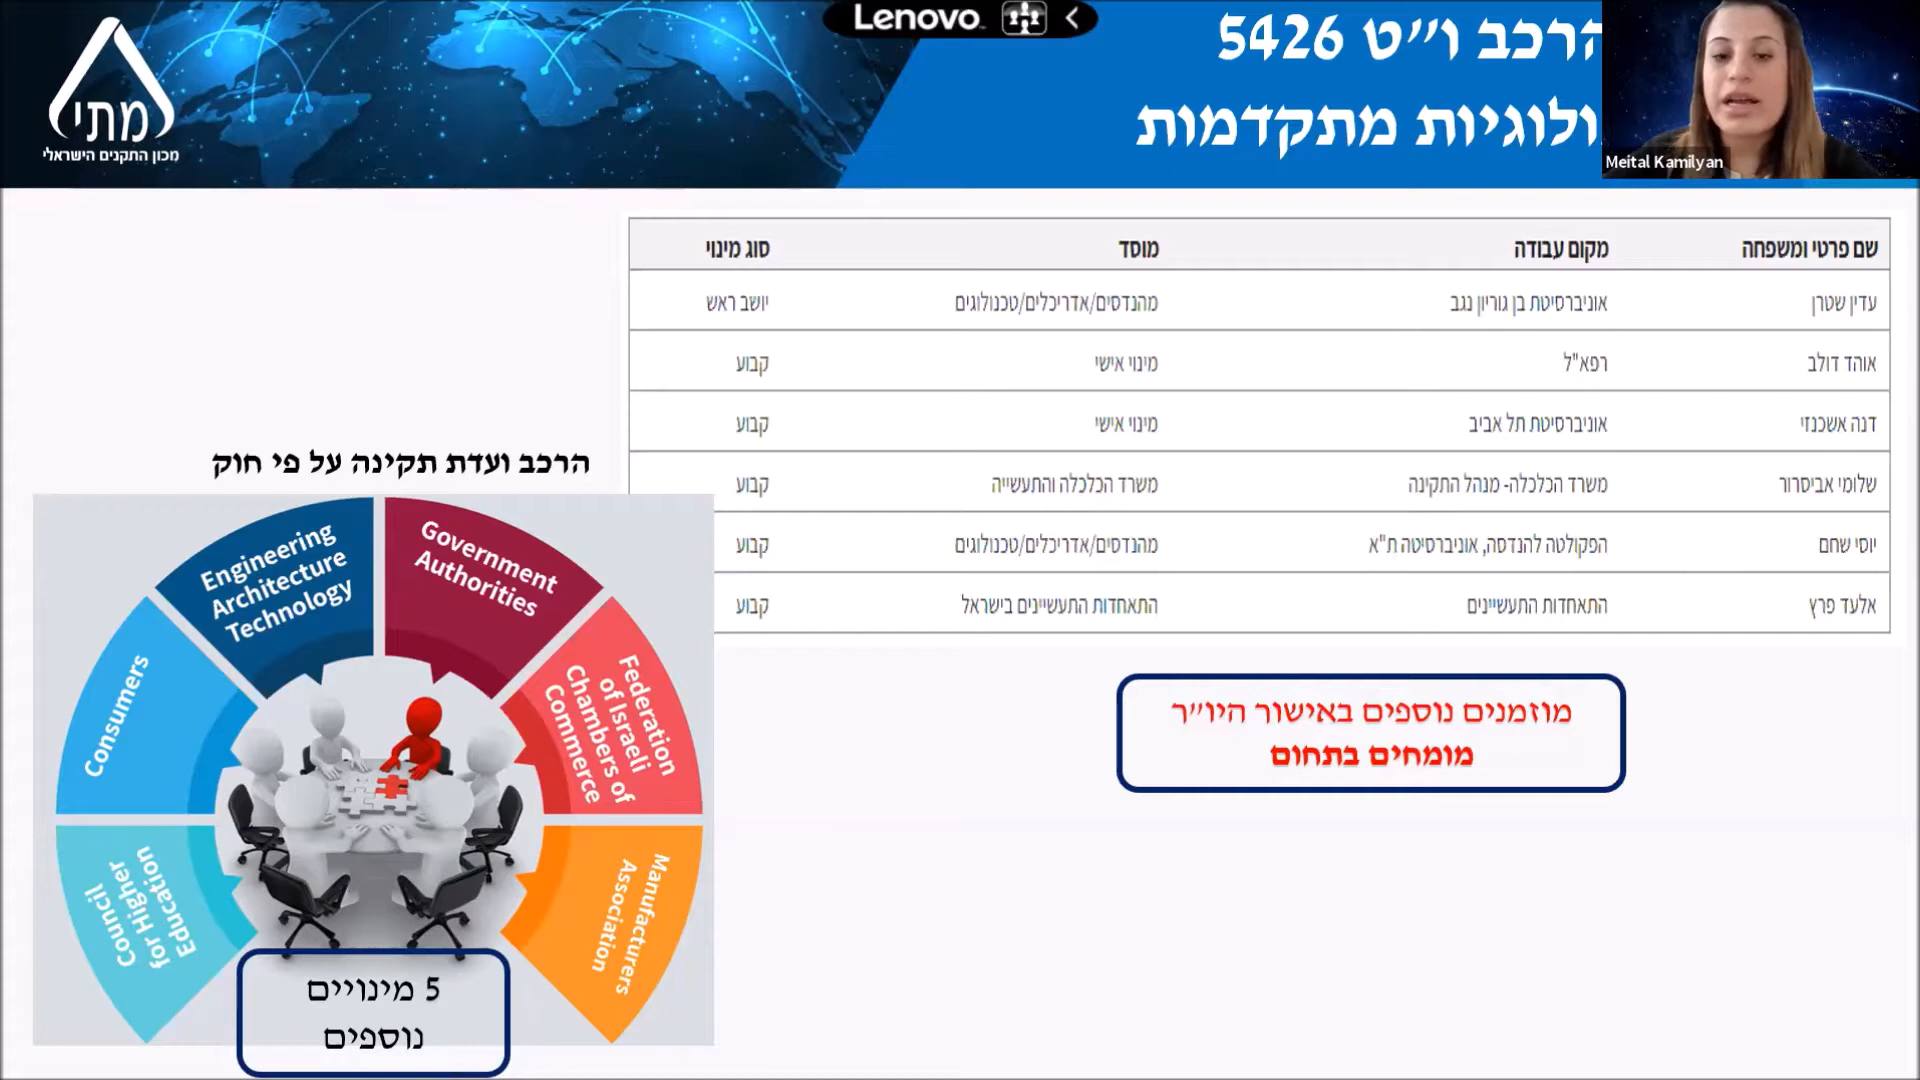 Lenovo
הרכב ו״ט 5426
מתקדמות
Meital Kamilyan
מתי
מכון התקנים הישראלי
שם פרטי ומשפחה מקום עבודה מוסד סוג מינוי
עדין שטרן אוניברסיטת בן גוריון נגב מהנדסים/אדריכלים/טכנולוגים יושב ראש
אוהד דולב רפא"ל מינוי אישי קבוע
דנה אשכנזי אוניברסיטת תל אביב מינוי אישי קבוע
שלומי אביסרור משרד הכלכלה- מנהל התקינה משרד הכלכלה והתעשייה קבוע
יוסי שחם הפקולטה להנדסה, אוניברסיטה ת"א מהנדסים/אדריכלים/טכנולוגים קבוע
אלעד פרץ התאחדות התעשיינים התאחדות התעשיינים בישראל קבוע
מוזמנים נוספים באישור היו״ר
מומחים בתחום
הרכב ועדת תקינה על פי חוק
Council
for Higher
Education
Consumers
Engineering
Architecture
Technology
Government
Authorities
Federation
of Israeli
Chambers of
Commerce
Manufacturers
Association
5 מינויים
נוספים